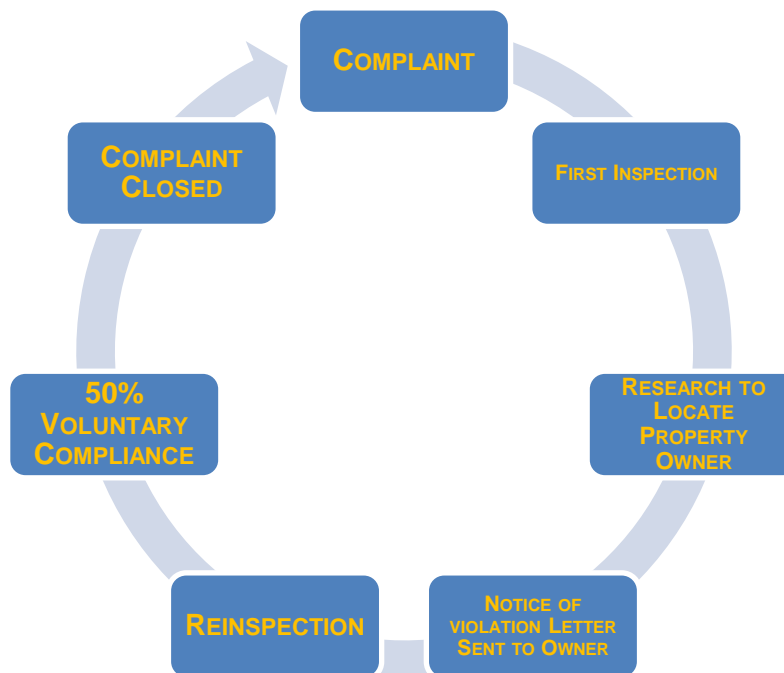 COMPLAINT
FIRST INSPECTION
RESEARCH TO
LOCATE
PROPERTY
OWNER
NOTICE OF
VIOLATION LETTER
SENT TO OWNER
REINSPECTION
50%
VOLUNTARY
COMPLIANCE
COMPLAINT
CLOSED